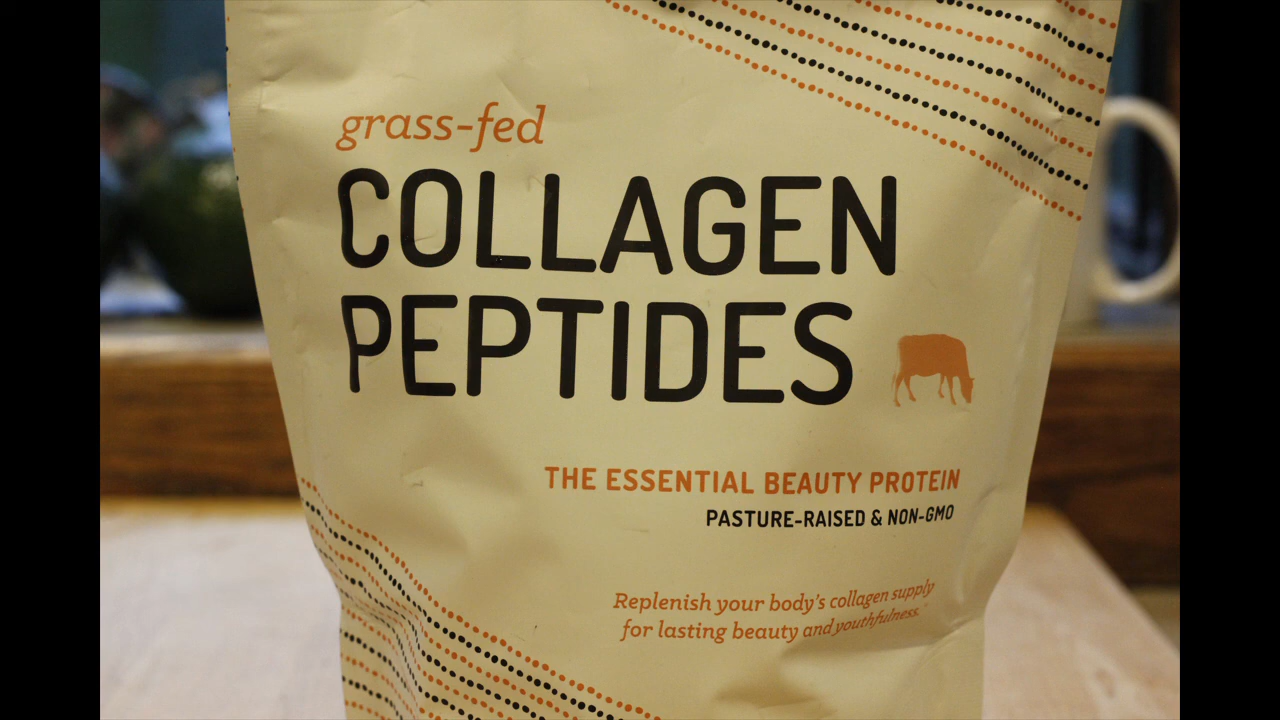 grass-fed
COLLAGEN
PEPTIDES
THE ESSENTIAL BEAUTY PROTEIN
PASTURE-RAISED & NON-GMO
Replenish your body's collagen supply
for lasting beauty and youthfulness.™